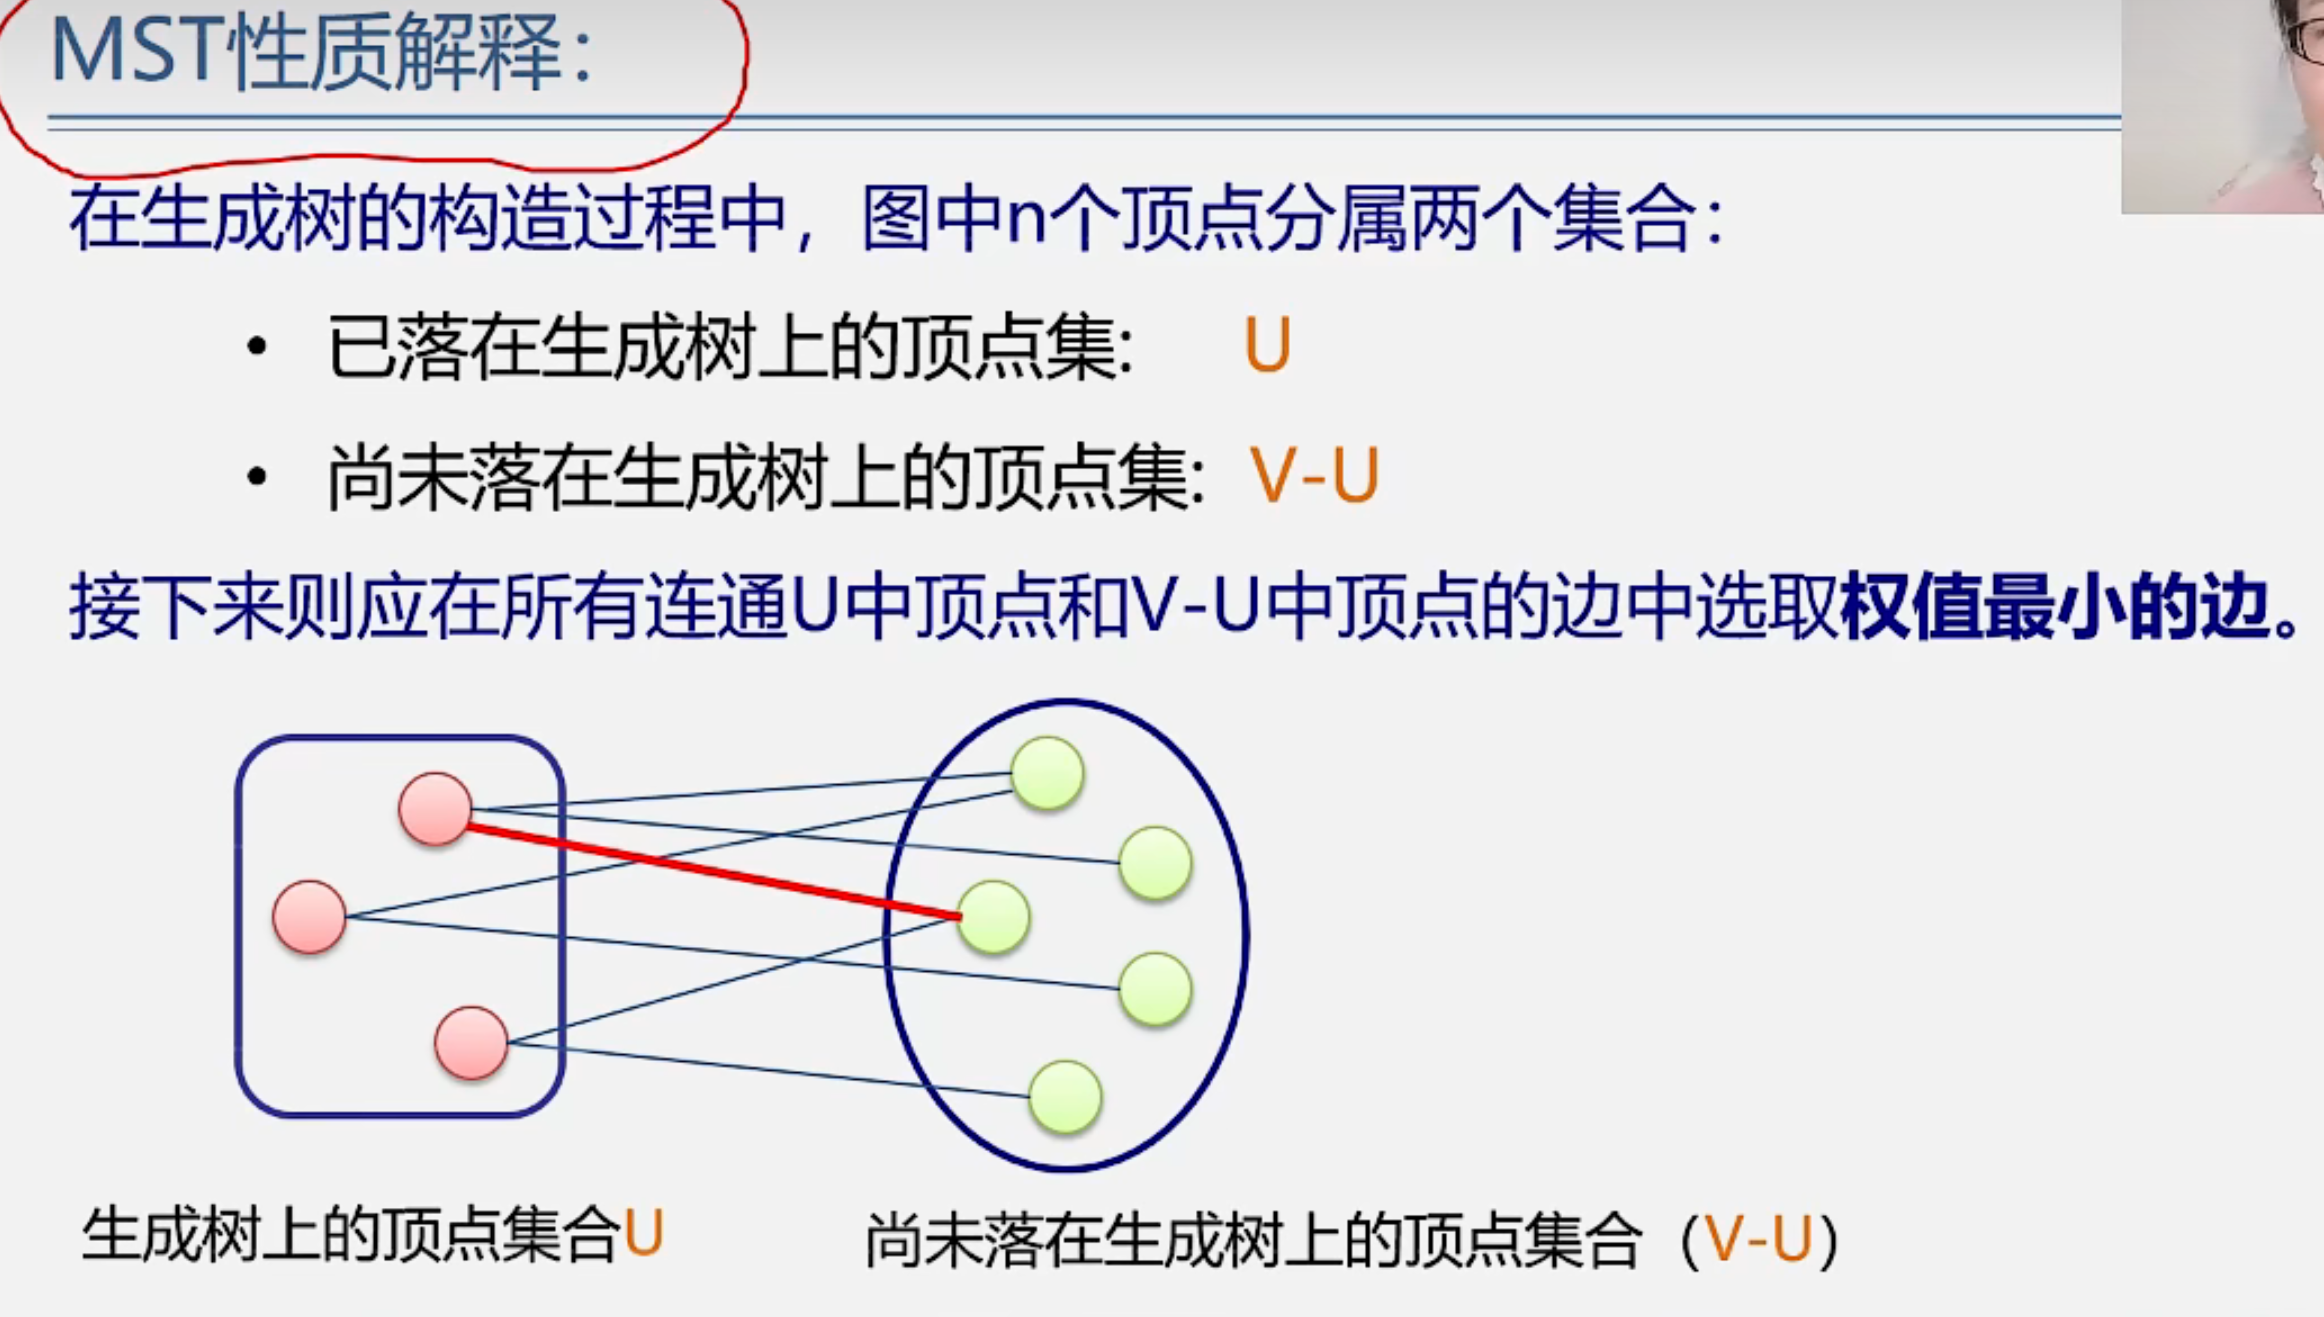 MST性质解释：
在生成树的构造过程中，图中n个顶点分属两个集合：
• 已落在生成树上的顶点集: U
• 尚未落在生成树上的顶点集: V-U
接下来则应在所有连通U中顶点和V-U中顶点的边中选取权值最小的边。
生成树上的顶点集合U
尚未落在生成树上的顶点集合（V-U）